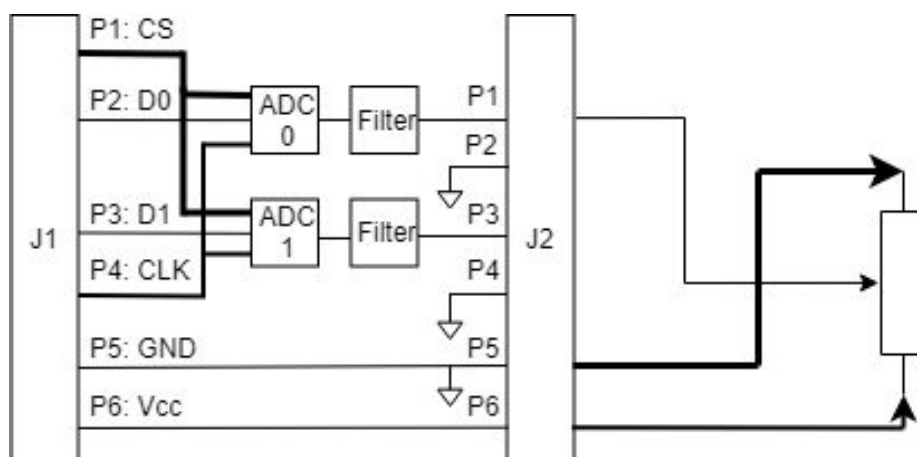 P1: CS
P2: D0
ADC
0
Filter
P1
P2
P3: D1
ADC
1
Filter
P3
J1
J2
P4: CLK
P4
P5: GND
P5
P6: Vcc
P6